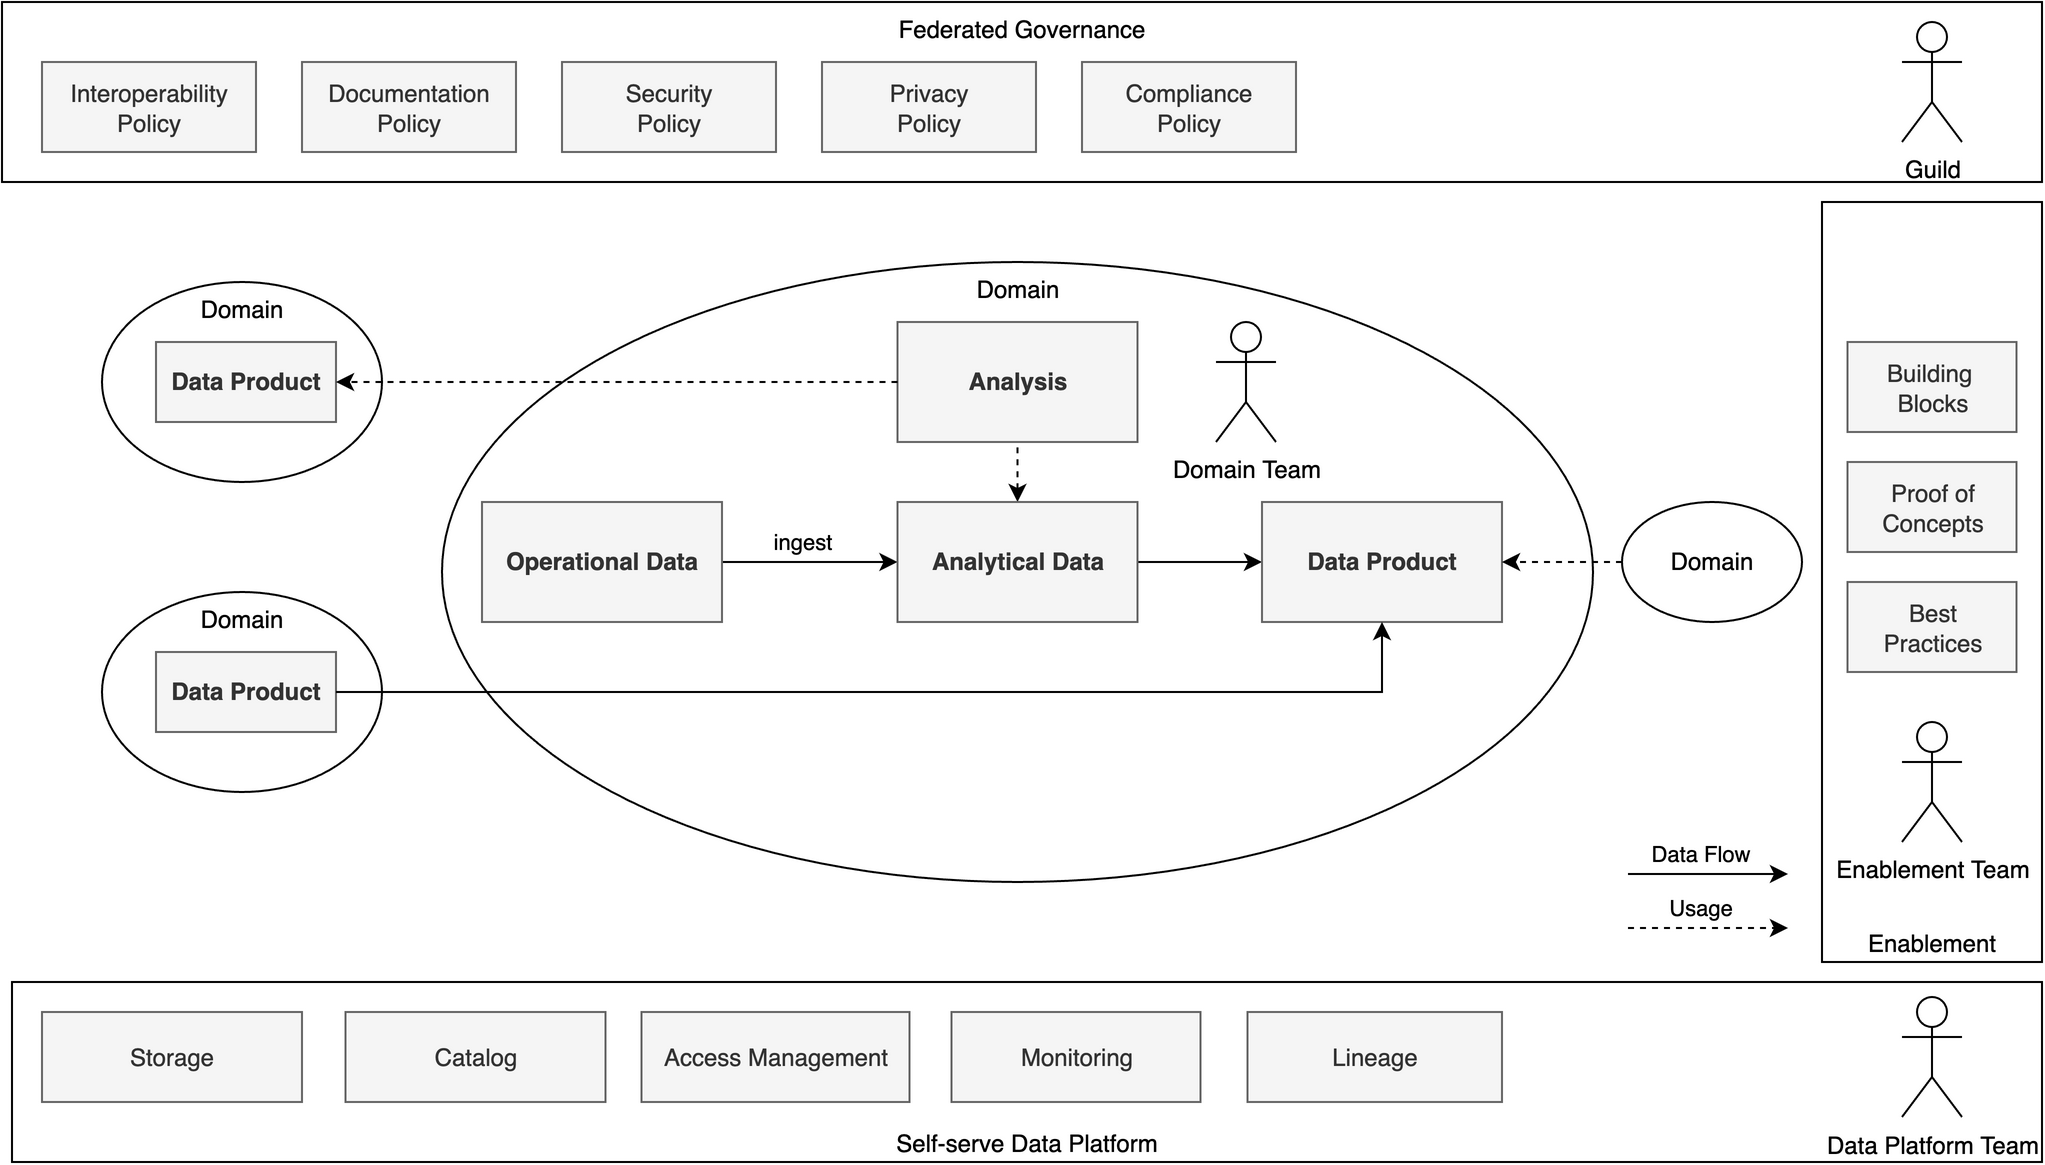 Federated Governance
Interoperability
Policy
Documentation
Policy
Security
Policy
Privacy
Policy
Compliance
Policy
Guild
Domain
Data Product
Domain
Data Product
Domain
Analysis
Domain Team
Operational Data
ingest
Analytical Data
Data Product
Domain
Building
Blocks
Proof of
Concepts
Best
Practices
Enablement Team
Enablement
Data Flow
Usage
Storage
Catalog
Access Management
Monitoring
Lineage
Self-serve Data Platform
Data Platform Team